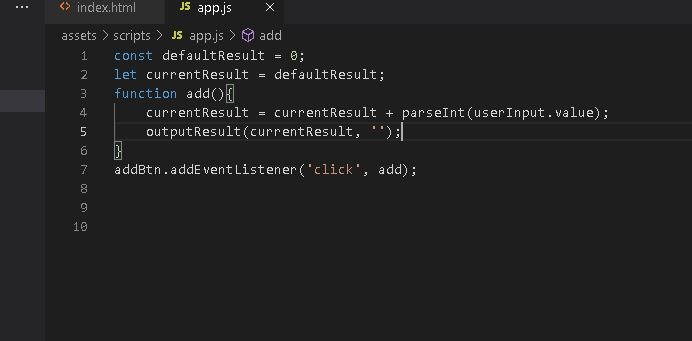 ... <> index.html JS app.js ×
assets > scripts > JS app.js > add
1 const defaultResult = 0;
2 let currentResult = defaultResult;
3 function add(){
4     currentResult = currentResult + parseInt(userInput.value);
5     outputResult(currentResult, '');
6 }
7 addBtn.addEventListener('click', add);
8
9
10